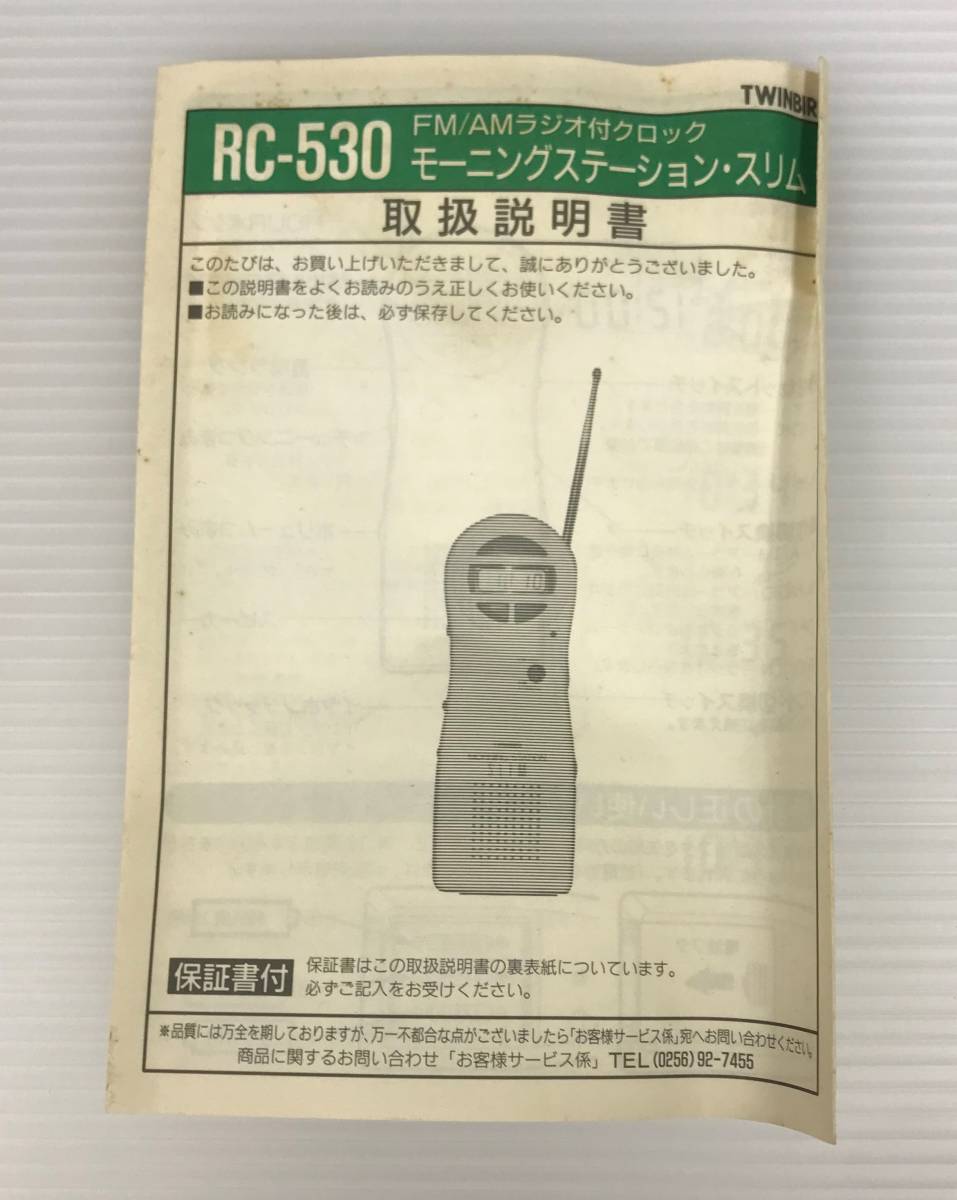 TWINBIR
RC-530
FM/AMラジオ付クロック
モーニングステーション・スリム
取扱説明書
このたびは、お買い上げいただきまして、誠にありがとうございました。
■この説明書をよくお読みのうえ正しくお使いください。
■お読みになった後は、必ず保存してください。
保証書付
保証書はこの取扱説明書の裏表紙についています。
必ずご記入をお受けください。
※品質には万全を期しておりますが、万一不都合な点がございましたら「お客様サービス係」宛へお問い合わせください。
商品に関するお問い合わせ「お客様サービス係」TEL(0256)92-7455